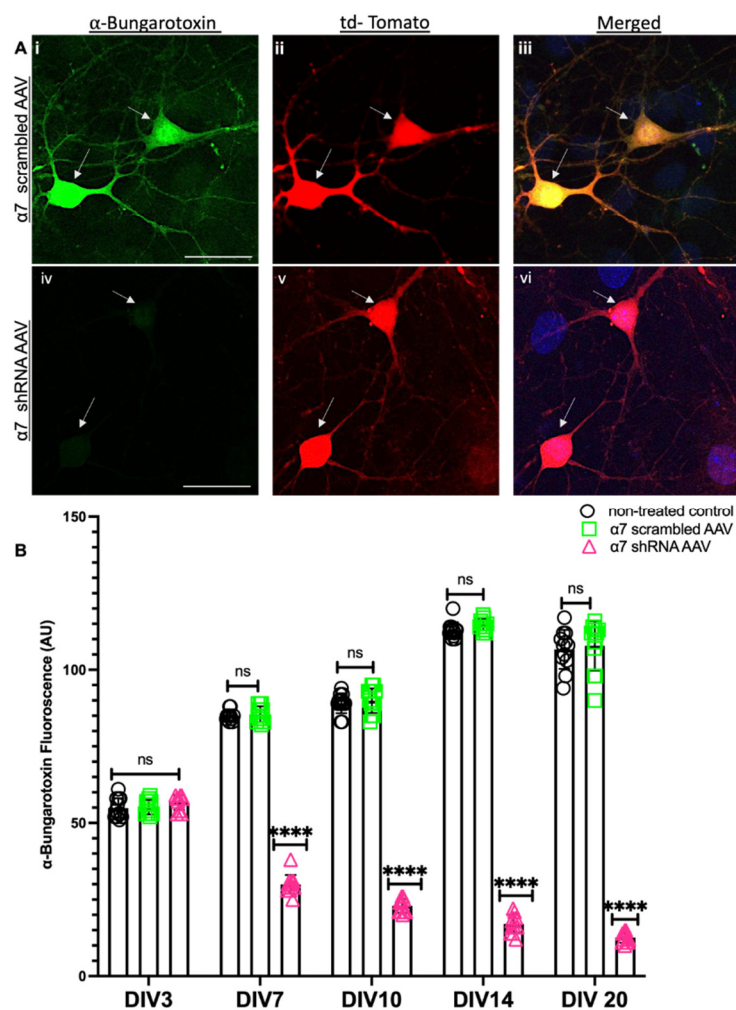 α-Bungarotoxin td- Tomato Merged
A i ii iii
α7 scrambled AAV
iv v vi
α7 shRNA AAV
B
non-treated control
α7 scrambled AAV
α7 shRNA AAV
α-Bungarotoxin Fluoroscence (AU)
150
100
50
0
ns
ns
ns
ns
ns
****
****
****
****
DIV3 DIV7 DIV10 DIV14 DIV 20